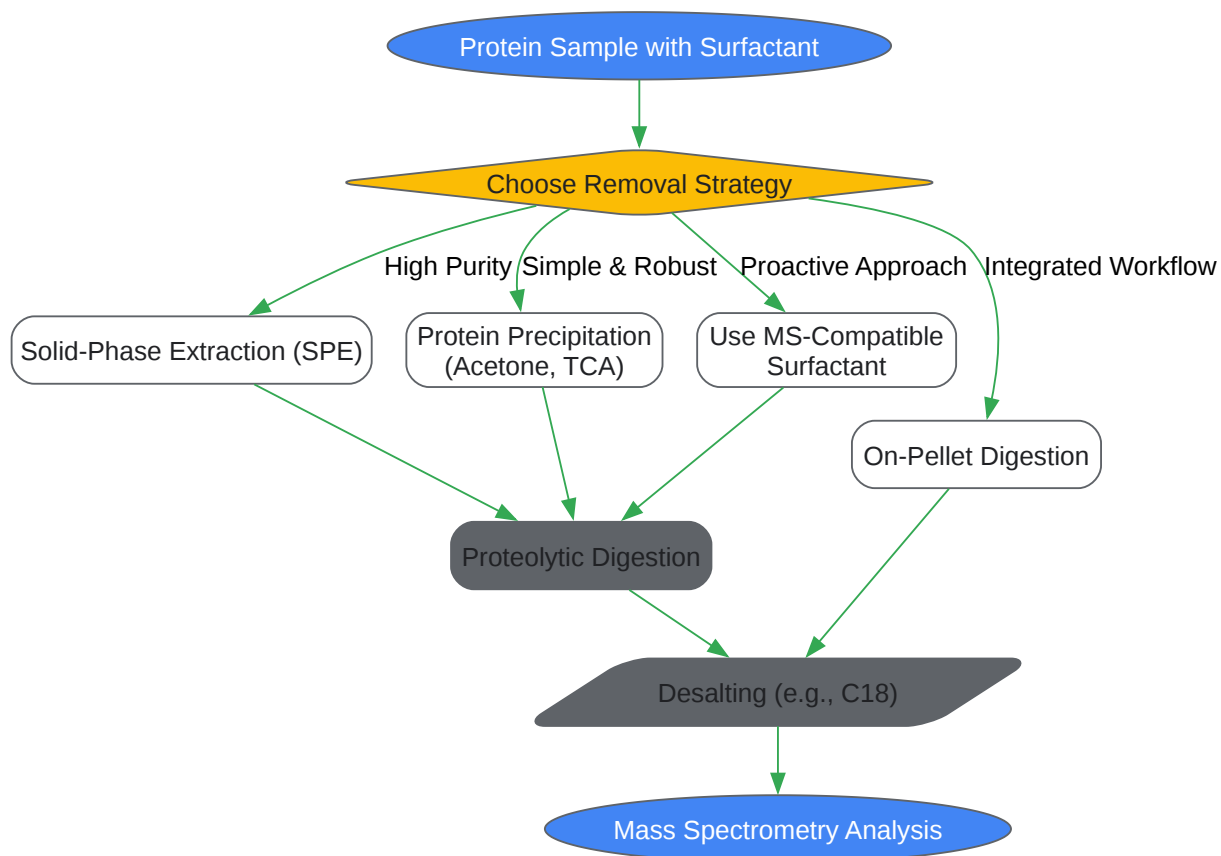 Protein Sample with Surfactant
Choose Removal Strategy
High Purity
Simple & Robust
Proactive Approach
Integrated Workflow
Solid-Phase Extraction (SPE)
Protein Precipitation
(Acetone, TCA)
Use MS-Compatible
Surfactant
On-Pellet Digestion
Proteolytic Digestion
Desalting (e.g., C18)
Mass Spectrometry Analysis